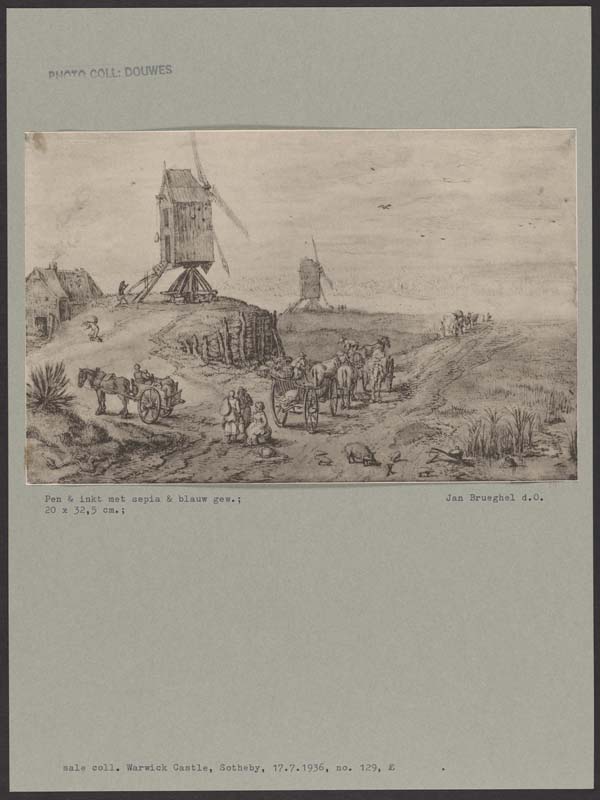 PHOTO COLL: DOUWES
Pen & inkt met sepia & blauw gew.;
20 x 32,5 cm.;
Jan Brueghel d.O.
sale coll. Warwick Castle, Sotheby, 17.7.1936, no. 129, £ .